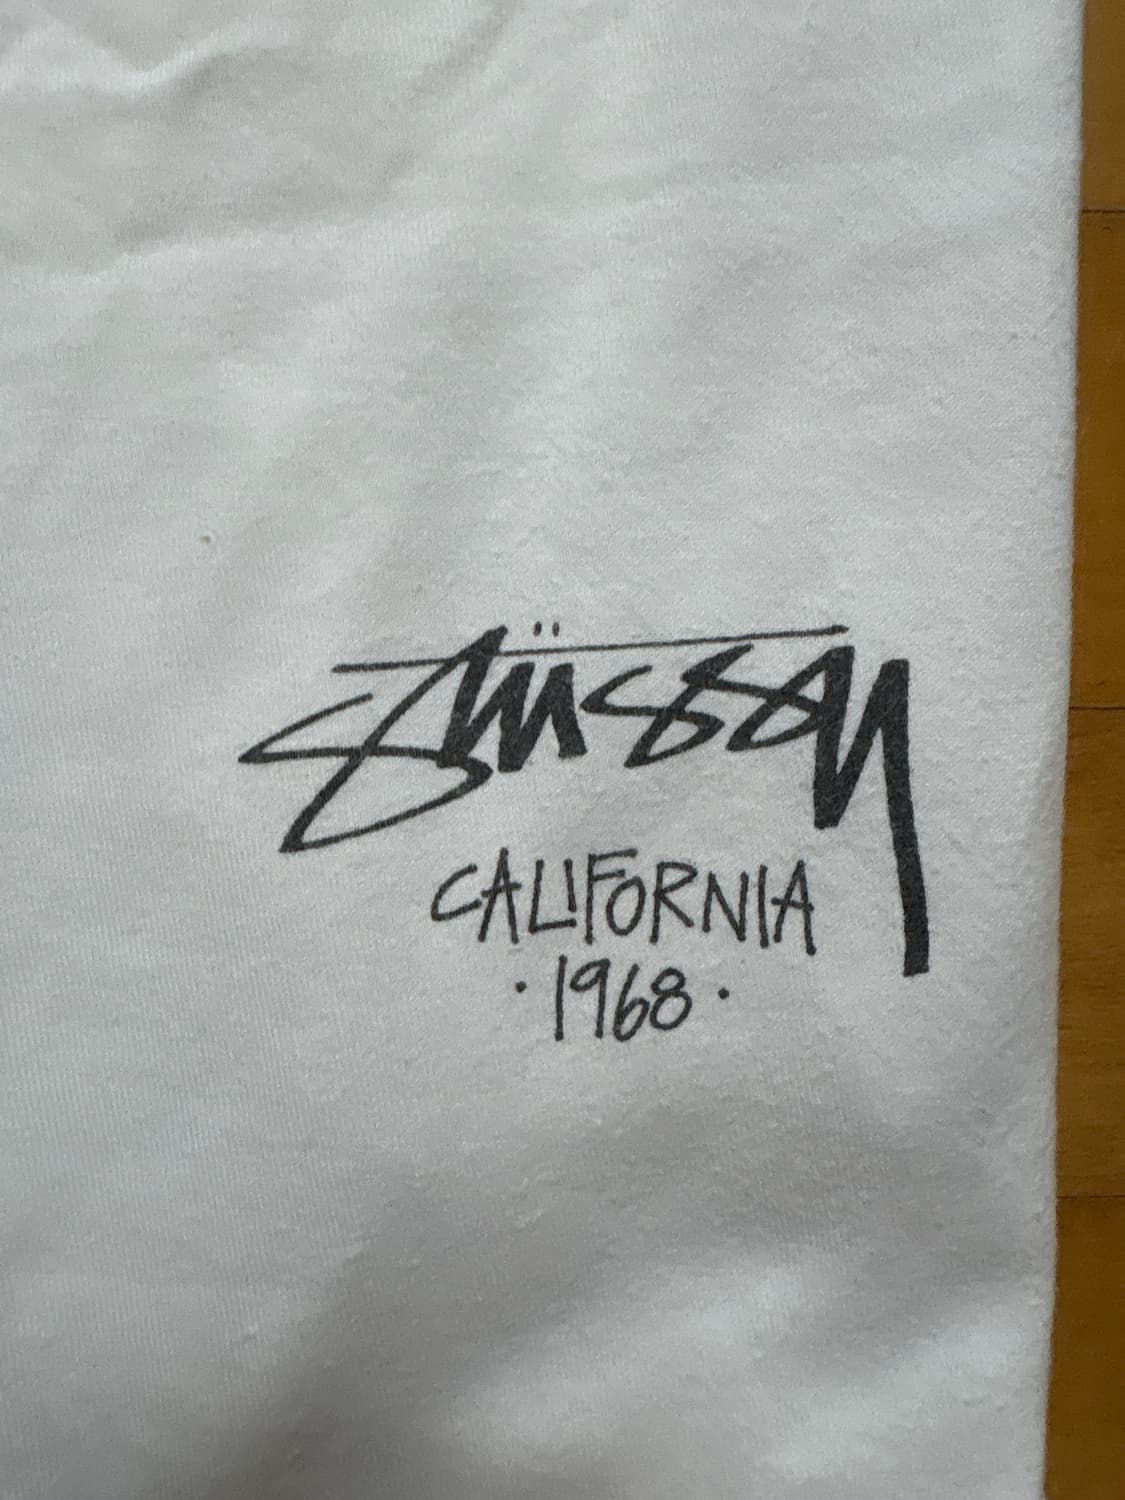 Stüssy
CALIFORNIA
· 1968 ·